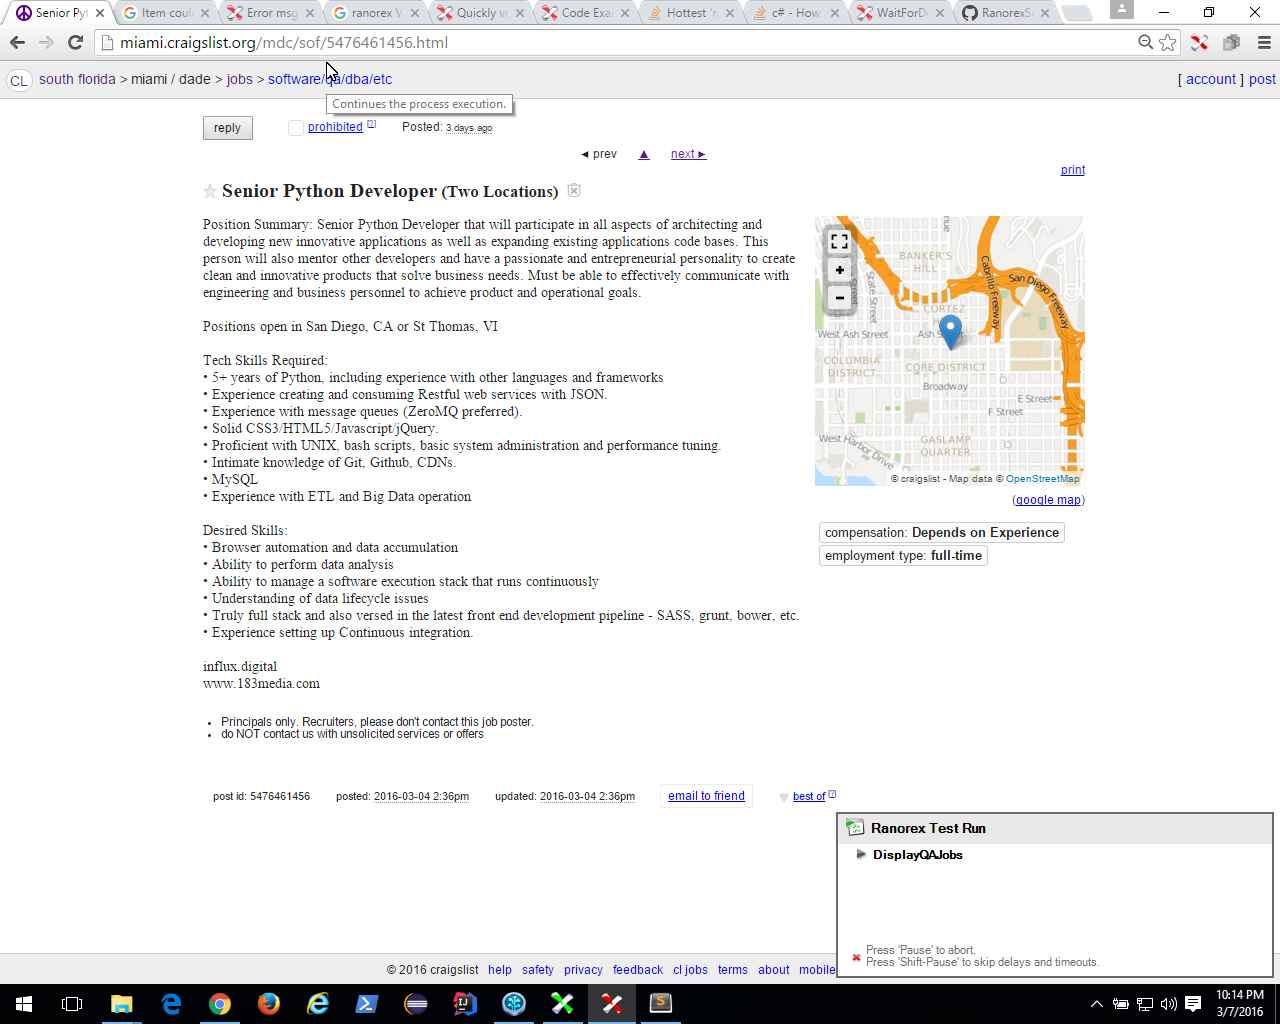 Senior Pyt
Item coul
Error msg
ranorex V
Quickly v
Code Exa
Hottest 'r
c# - How
WaitForD
RanorexS
miami.craigslist.org/mdc/sof/5476461456.html
CL south florida > miami / dade > jobs > software/qa/dba/etc
[ account ] post
Continues the process execution.
reply
prohibited [?]
Posted: 3 days ago
◄ prev ▲ next ►
print
Senior Python Developer (Two Locations)
Position Summary: Senior Python Developer that will participate in all aspects of architecting and
developing new innovative applications as well as expanding existing applications code bases. This
person will also mentor other developers and have a passionate and entrepreneurial personality to create
clean and innovative products that solve business needs. Must be able to effectively communicate with
engineering and business personnel to achieve product and operational goals.
Positions open in San Diego, CA or St Thomas, VI
Tech Skills Required:
• 5+ years of Python, including experience with other languages and frameworks
• Experience creating and consuming Restful web services with JSON.
• Experience with message queues (ZeroMQ preferred).
• Solid CSS3/HTML5/Javascript/jQuery.
• Proficient with UNIX, bash scripts, basic system administration and performance tuning.
• Intimate knowledge of Git, Github, CDNs.
• MySQL
• Experience with ETL and Big Data operation
Desired Skills:
• Browser automation and data accumulation
• Ability to perform data analysis
• Ability to manage a software execution stack that runs continuously
• Understanding of data lifecycle issues
• Truly full stack and also versed in the latest front end development pipeline - SASS, grunt, bower, etc.
• Experience setting up Continuous integration.
influx.digital
www.183media.com
• Principals only. Recruiters, please don't contact this job poster.
• do NOT contact us with unsolicited services or offers
BANKER'S
HILL
State Street
Street
Cabrillo Freeway
San Diego Freeway
CORTEZ
West Ash Street
Ash Street
COLUMBIA
DISTRICT
CORE DISTRICT
Broadway
E Street
F Street
West Harbor Drive
GASLAMP
QUARTER
+
-
© craigslist - Map data © OpenStreetMap
(google map)
compensation: Depends on Experience
employment type: full-time
post id: 5476461456
posted: 2016-03-04 2:36pm
updated: 2016-03-04 2:36pm
email to friend
best of [?]
Ranorex Test Run
DisplayQAJobs
Press 'Pause' to abort.
Press 'Shift-Pause' to skip delays and timeouts.
© 2016 craigslist help safety privacy feedback cl jobs terms about mobile
10:14 PM
3/7/2016